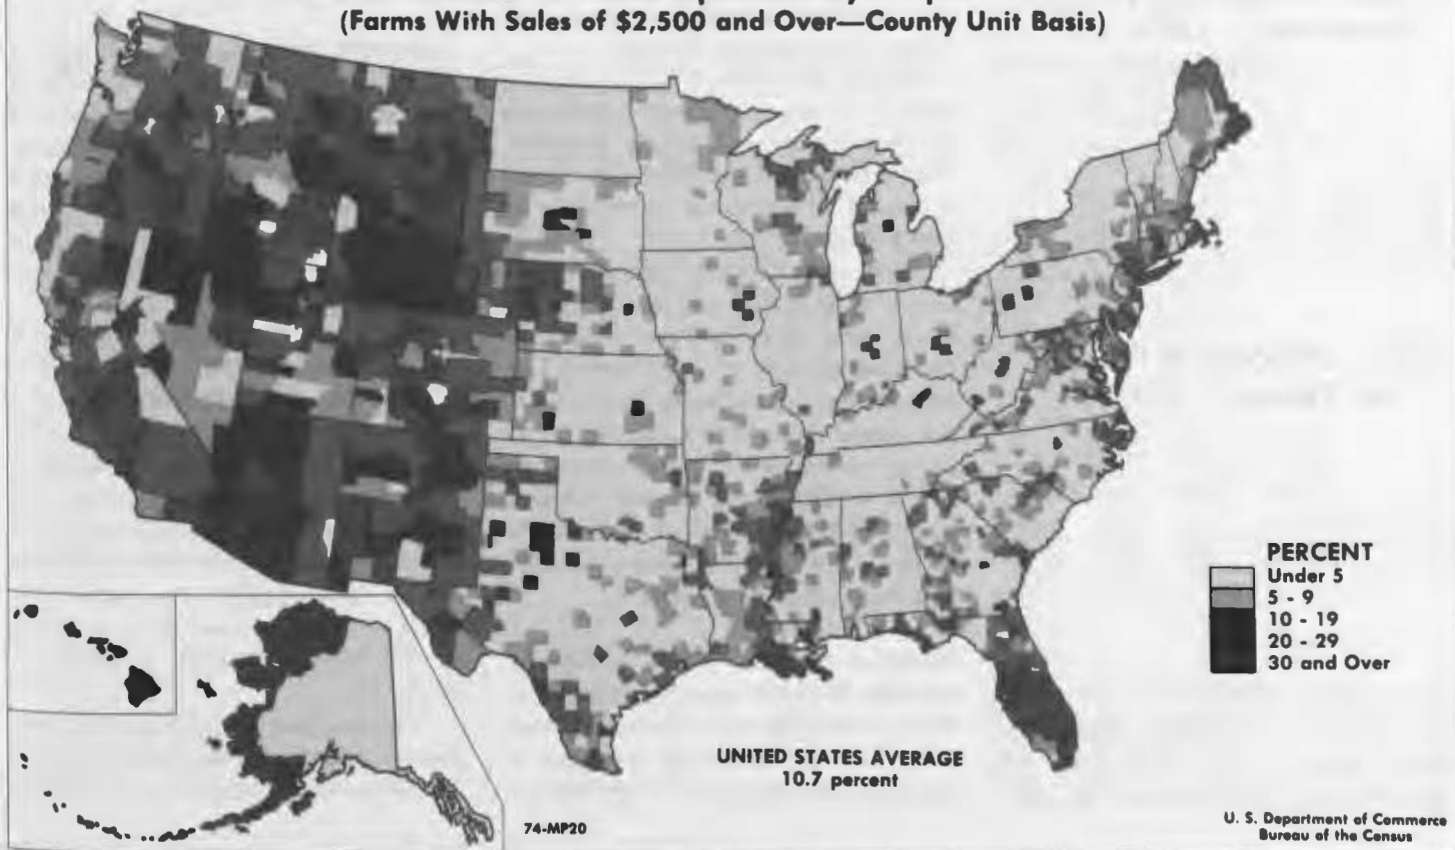 (Farms With Sales of $2,500 and Over—County Unit Basis)
PERCENT
Under 5
5 - 9
10 - 19
20 - 29
30 and Over
UNITED STATES AVERAGE
10.7 percent
74-MP20
U. S. Department of Commerce
Bureau of the Census